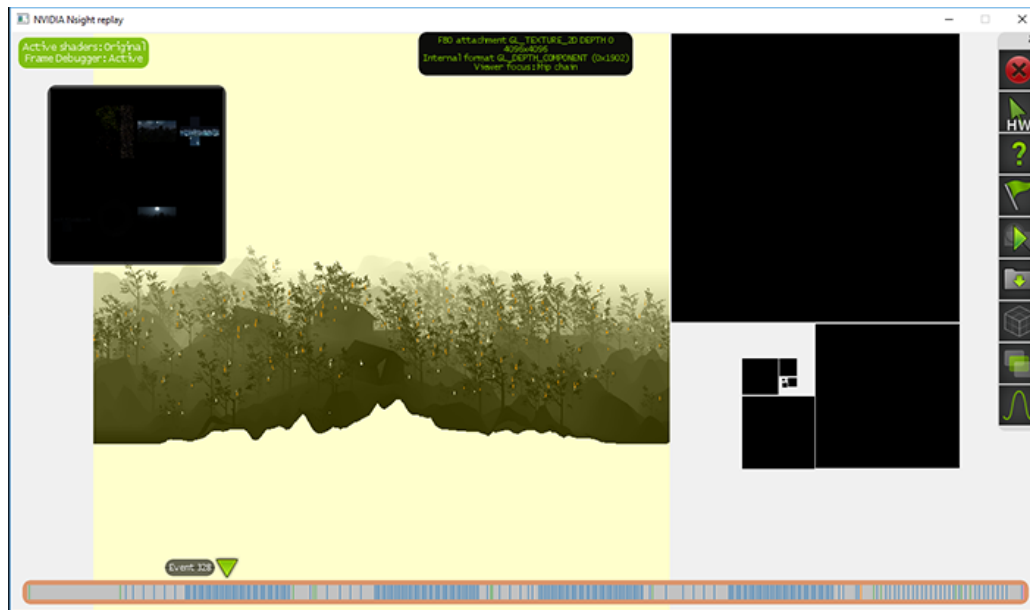 NVIDIA Nsight replay
Active shaders: Original
Frame Debugger: Active
FBO attachment GL_TEXTURE_2D DEPTH 0
4096x4096
Internal format GL_DEPTH_COMPONENT (0x1902)
Viewer focus: Mip chain
HW
?
Event 328